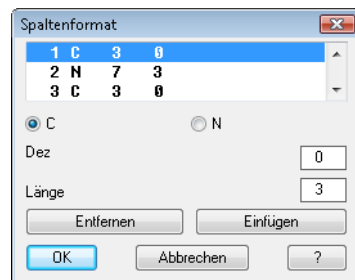 Spaltenformat
1 C 3 0
2 N 7 3
3 C 3 0
C N
Dez 0
Länge 3
Entfernen Einfügen
OK Abbrechen ?